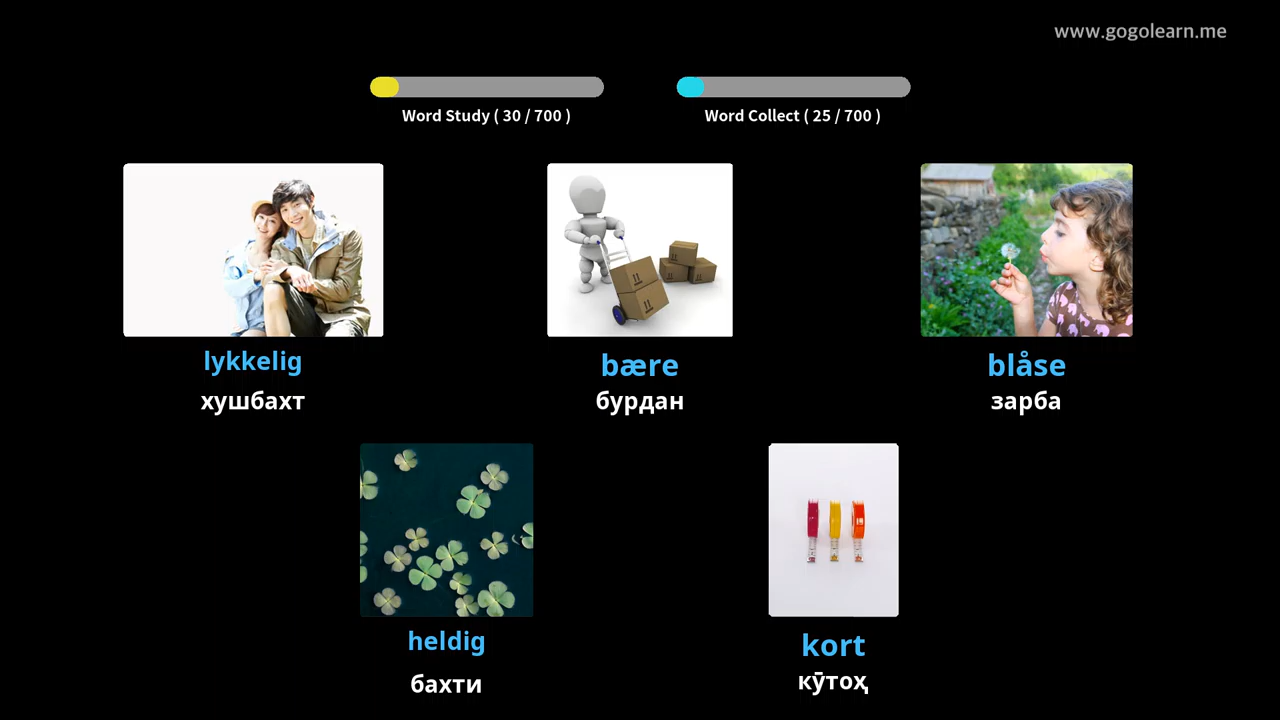 www.gogolearn.me
Word Study ( 30 / 700 )
Word Collect ( 25 / 700 )
lykkelig
хушбахт
bære
бурдан
blåse
зарба
heldig
бахти
kort
кӯтоҳ